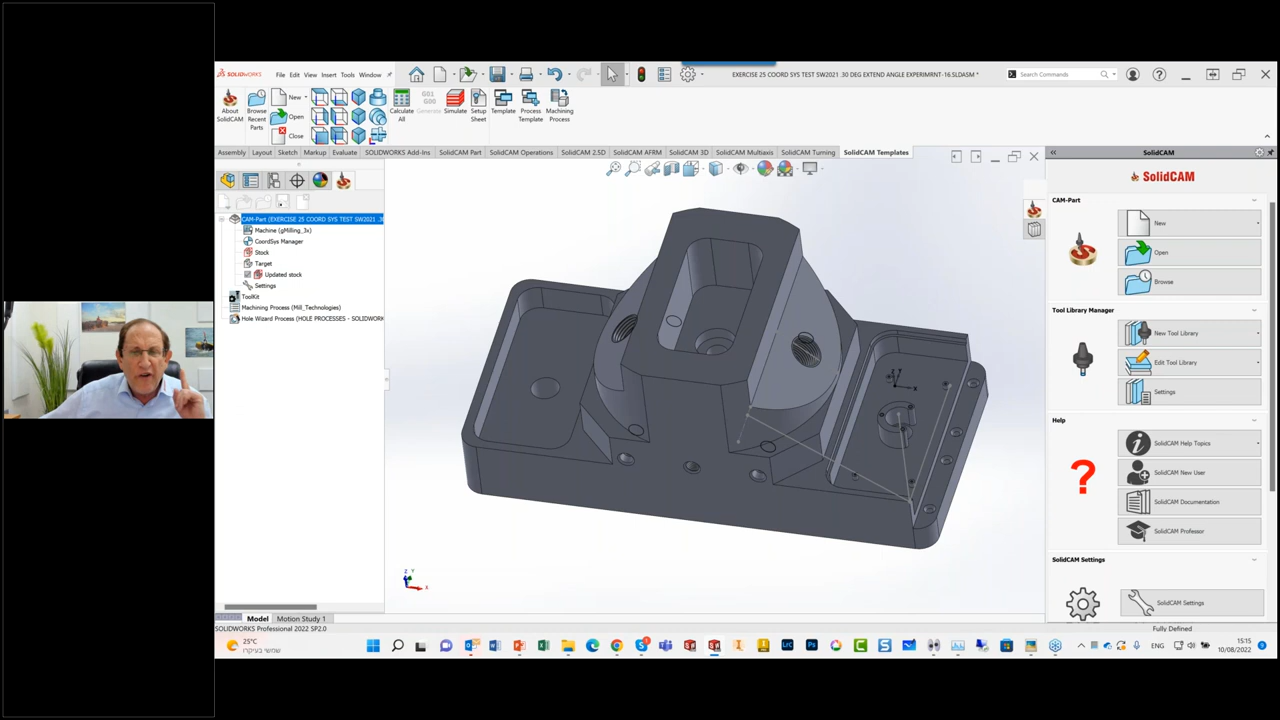 SOLIDWORKS File Edit View Insert Tools Window
EXERCISE 25 COORD SYS TEST SW2021 .30 DEG EXTEND ANGLE EXPERIMRNT-16.SLDASM *
Search Commands
About SolidCAM
Browse Recent Parts
New
Open
Close
Calculate All
G01 G00
Generate
Simulate
Setup Sheet
Template
Process Template
Machining Process
Assembly Layout Sketch Markup Evaluate SOLIDWORKS Add-Ins SolidCAM Part SolidCAM Operations SolidCAM 2.5D SolidCAM AFRM SolidCAM 3D SolidCAM Multiaxis SolidCAM Turning SolidCAM Templates
CAM-Part (EXERCISE 25 COORD SYS TEST SW2021 .30
Machine (gMilling_3x)
CoordSys Manager
Stock
Target
Updated stock
Settings
ToolKit
Machining Process (Mill_Technologies)
Hole Wizard Process (HOLE PROCESSES - SOLIDWORK
Z Y
X
SolidCAM
SolidCAM
CAM-Part
New
Open
Browse
Tool Library Manager
New Tool Library
Edit Tool Library
Settings
Help
?
SolidCAM Help Topics
SolidCAM New User
SolidCAM Documentation
SolidCAM Professor
SolidCAM Settings
SolidCAM Settings
Model Motion Study 1
SOLIDWORKS Professional 2022 SP2.0
Fully Defined
25°C
שמשי בעיקרו
ENG
15:15
10/08/2022